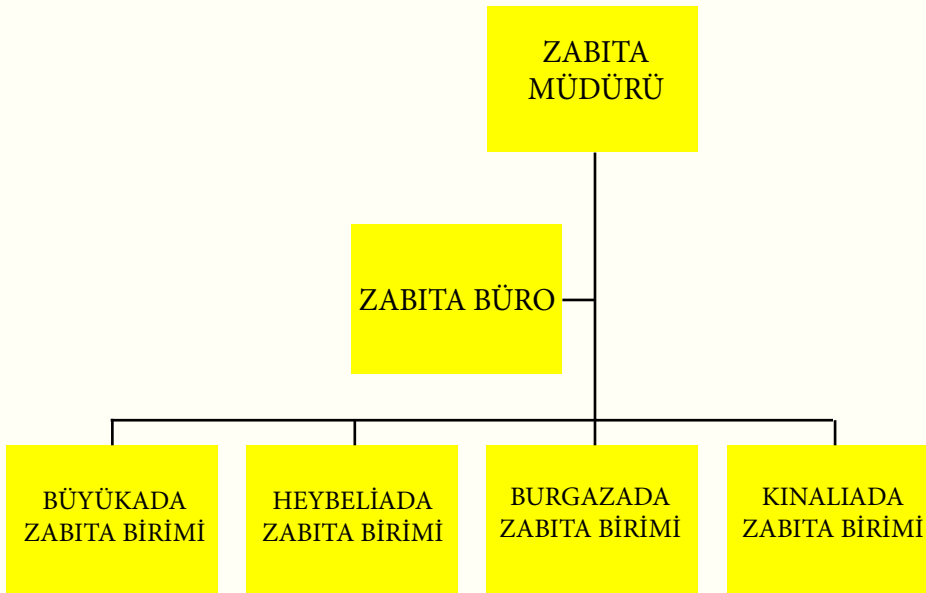 ZABITA
MÜDÜRÜ
ZABITA BÜRO
BÜYÜKADA
ZABITA BİRİMİ
HEYBELİADA
ZABITA BİRİMİ
BURGAZADA
ZABITA BİRİMİ
KINALIADA
ZABITA BİRİMİ